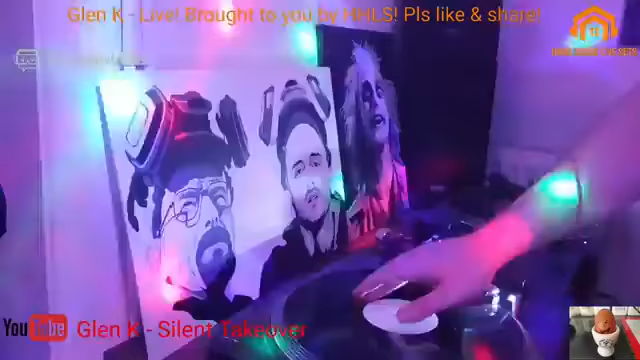 Glen K - Live! Brought to you by HHLS! Pls like & share!
YouTube Glen K - Silent Takeover